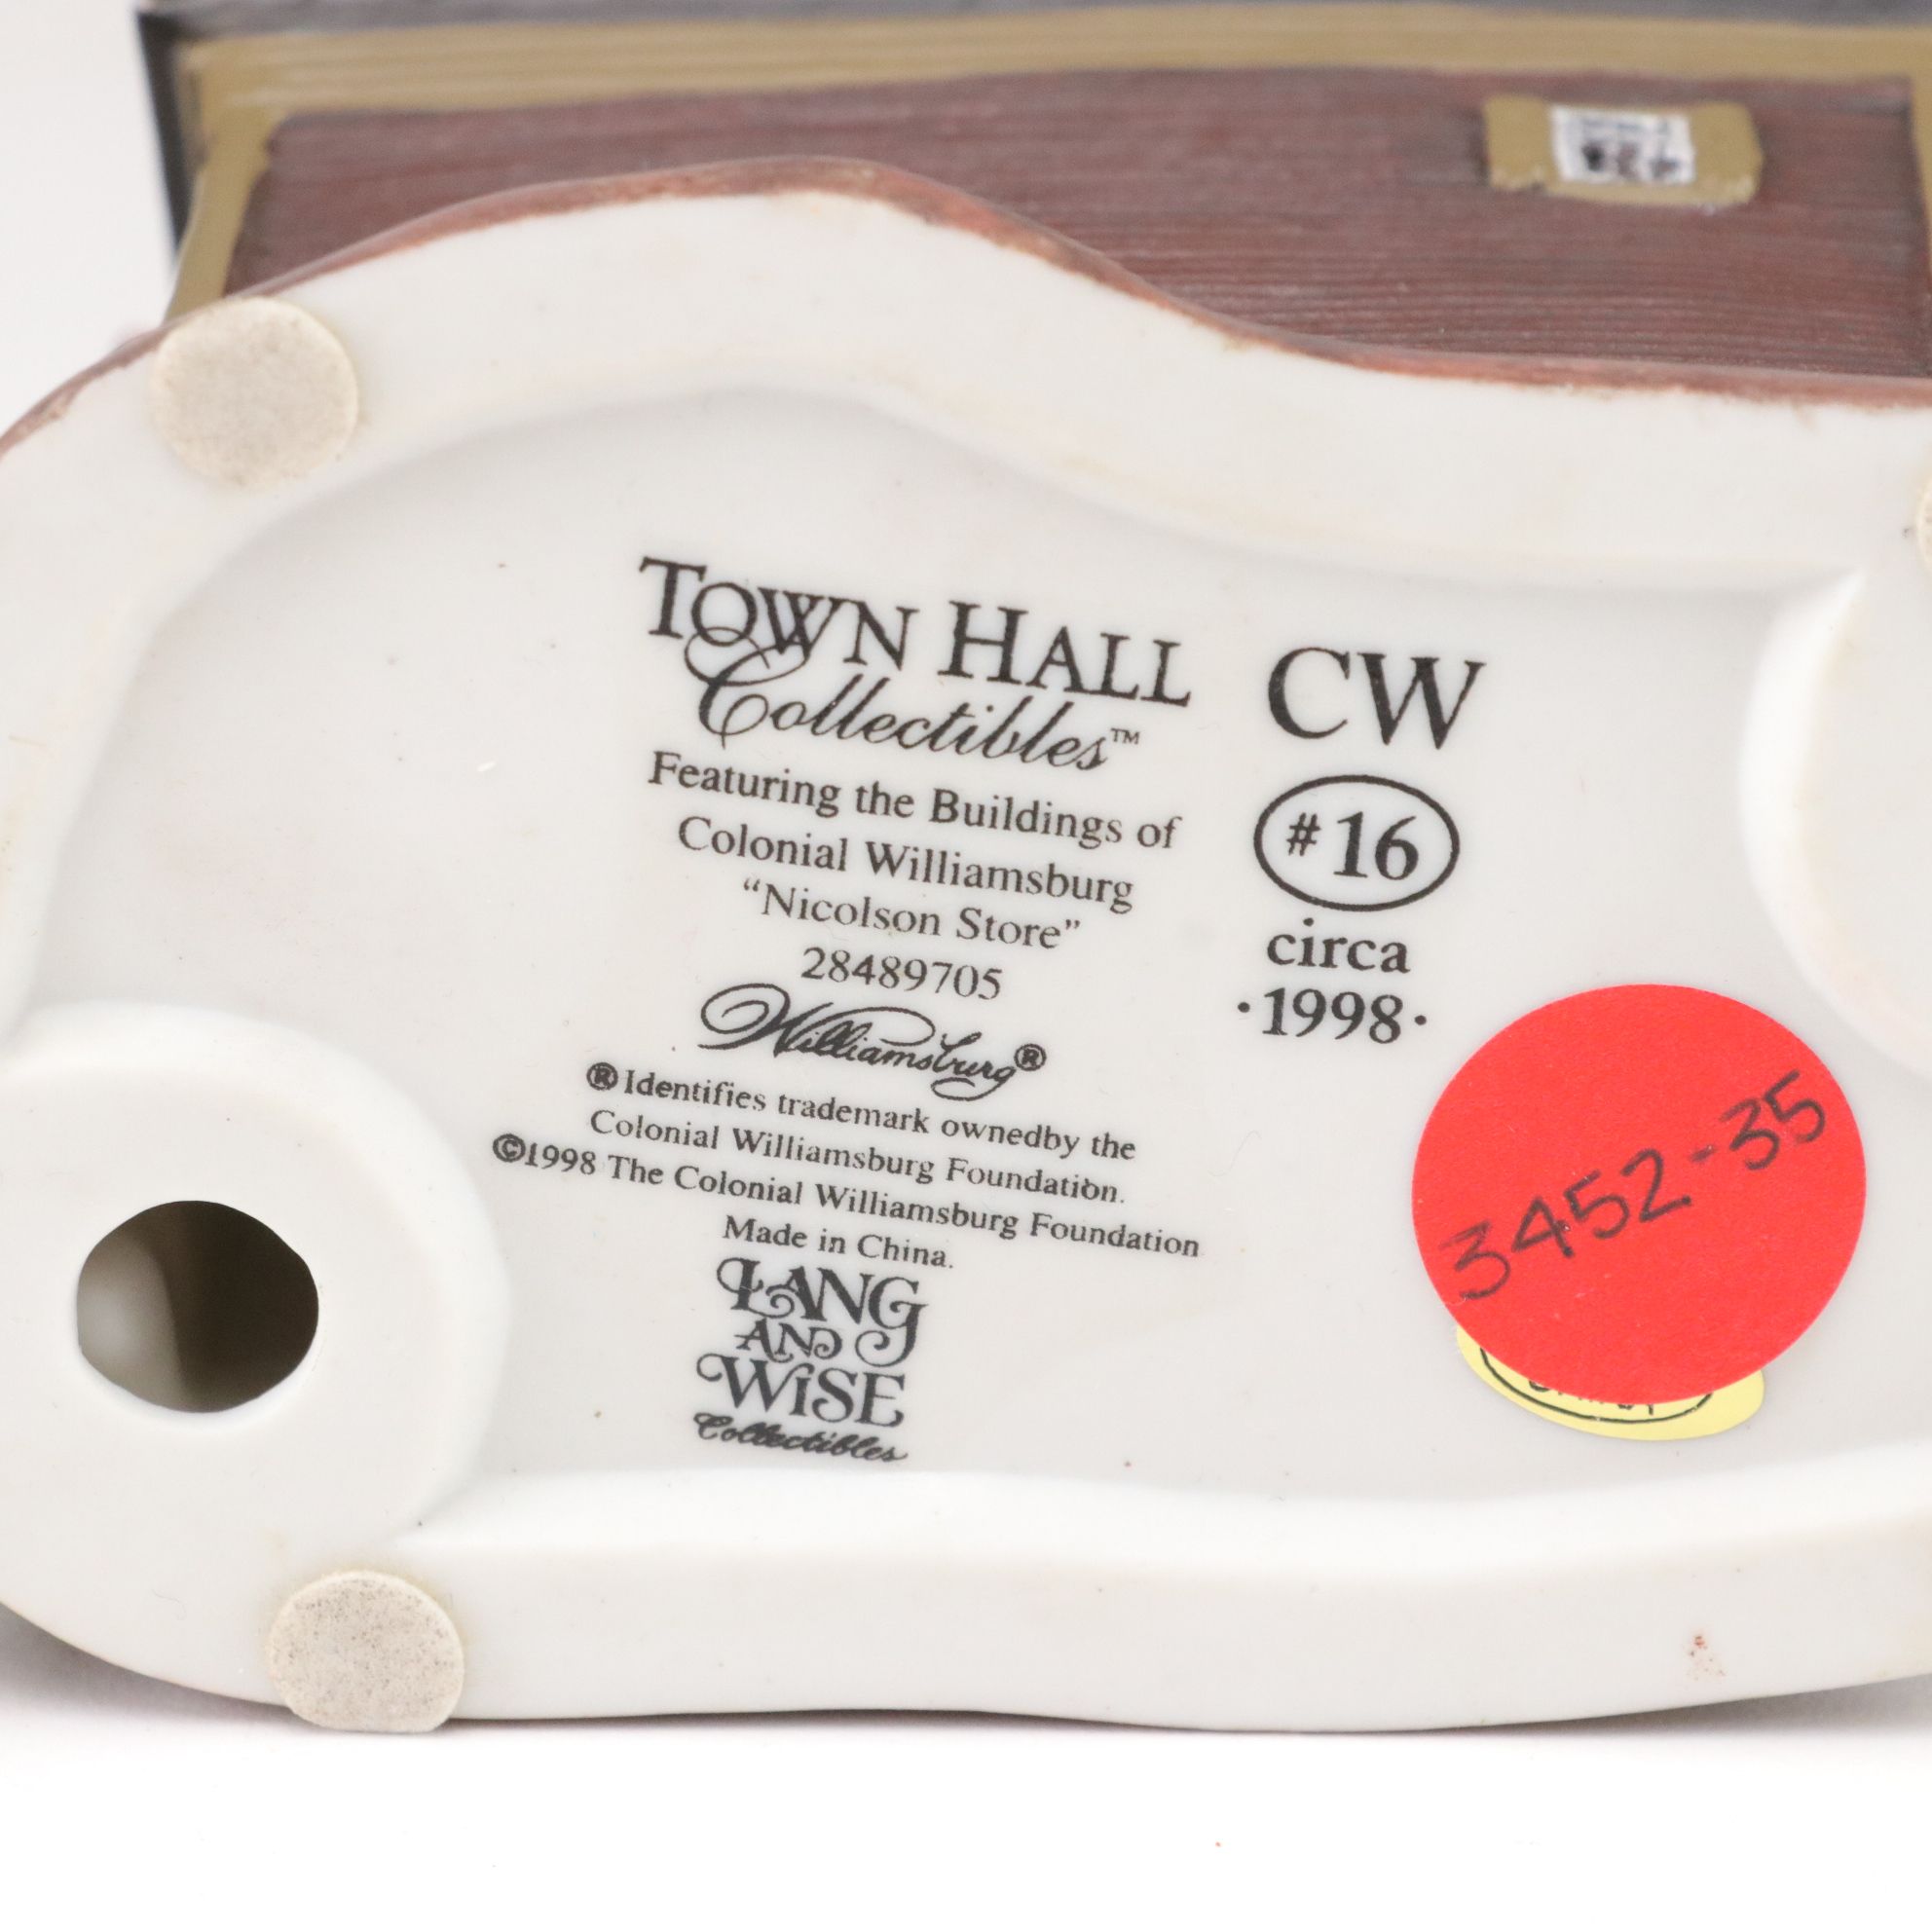 TOWN HALL
Collectibles™
Featuring the Buildings of
Colonial Williamsburg
“Nicolson Store”
28489705
Williamsburg®
®Identifies trademark ownedby the
Colonial Williamsburg Foundation.
©1998 The Colonial Williamsburg Foundation
Made in China.
LANG
AND
WiSE
Collectibles
CW
#16
circa
·1998·
3452-35